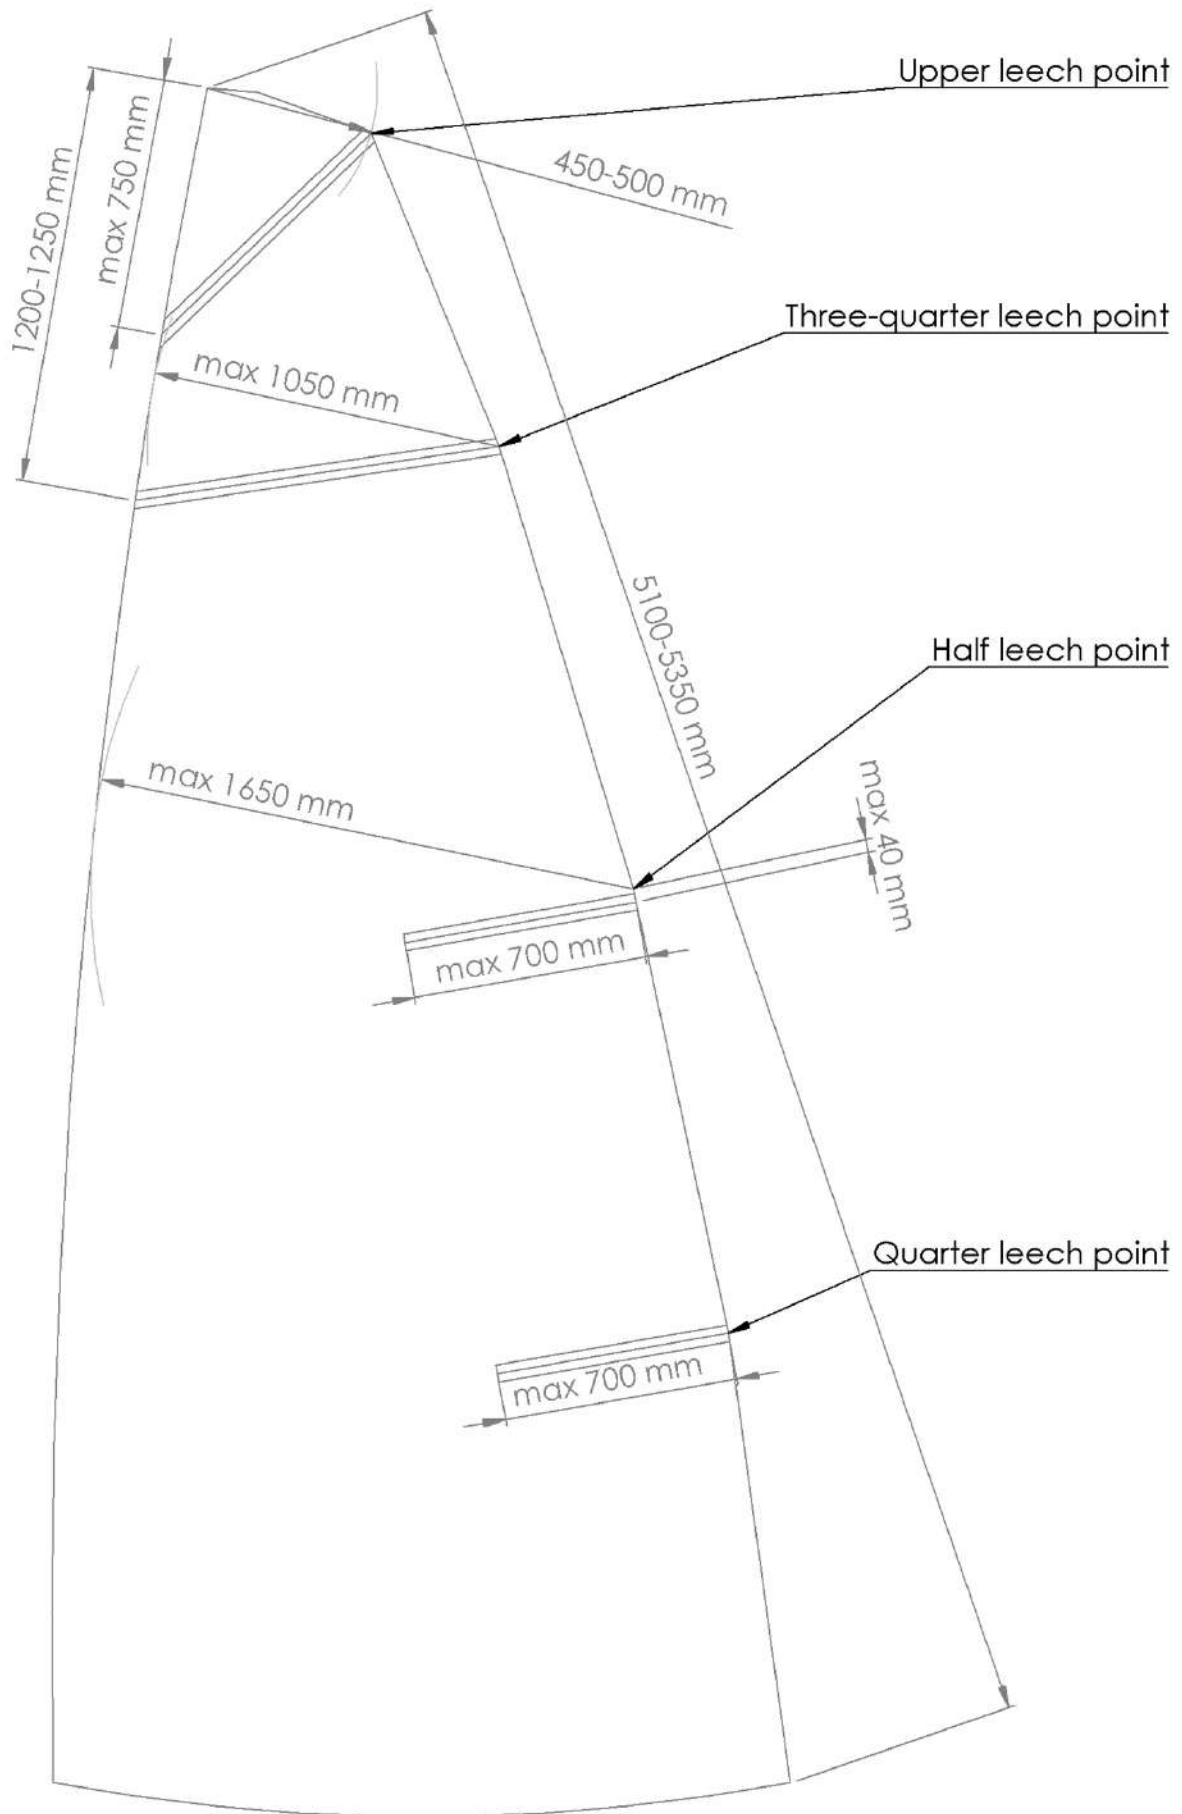 Upper leech point
450-500 mm
max 750 mm
1200-1250 mm
Three-quarter leech point
max 1050 mm
5100-5350 mm
Half leech point
max 1650 mm
max 40 mm
max 700 mm
Quarter leech point
max 700 mm